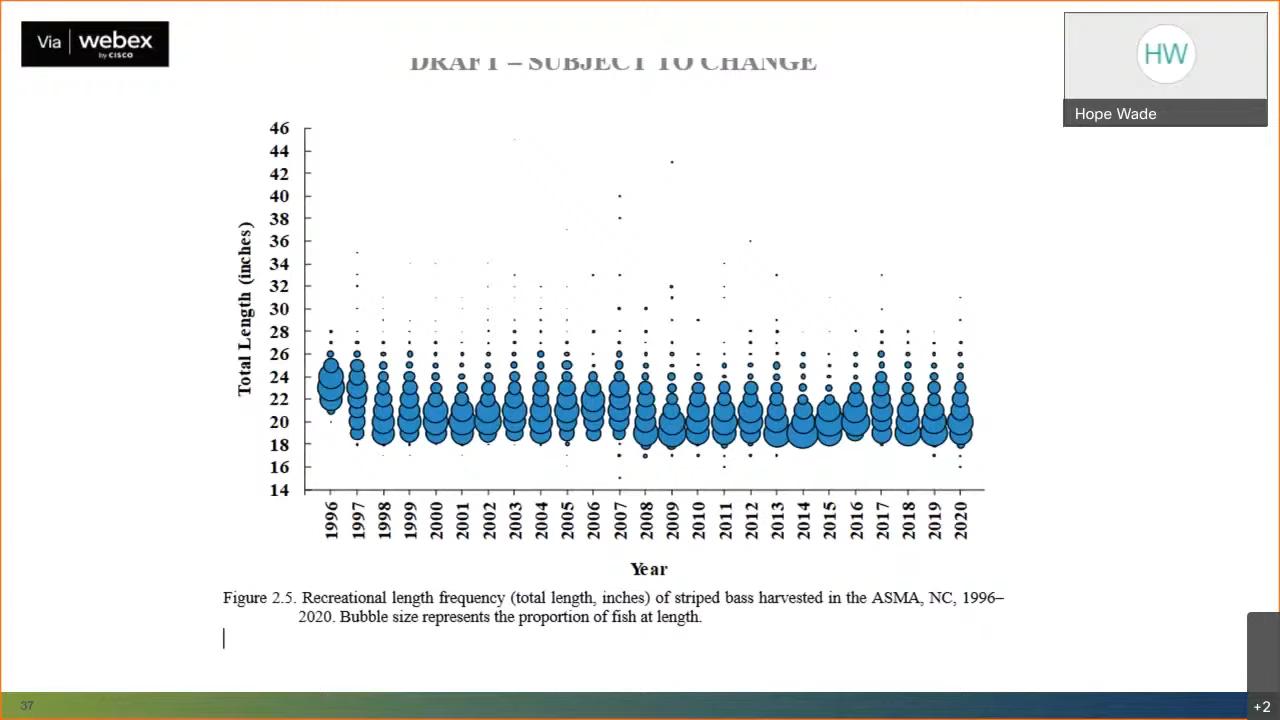 Via webex
by CISCO
DRAFT – SUBJECT TO CHANGE
HW
Hope Wade
46
44
42
40
38
36
34
32
30
28
26
24
22
20
18
16
14
Total Length (inches)
1996 1997 1998 1999 2000 2001 2002 2003 2004 2005 2006 2007 2008 2009 2010 2011 2012 2013 2014 2015 2016 2017 2018 2019 2020
Year
Figure 2.5. Recreational length frequency (total length, inches) of striped bass harvested in the ASMA, NC, 1996–
2020. Bubble size represents the proportion of fish at length.
37
+2